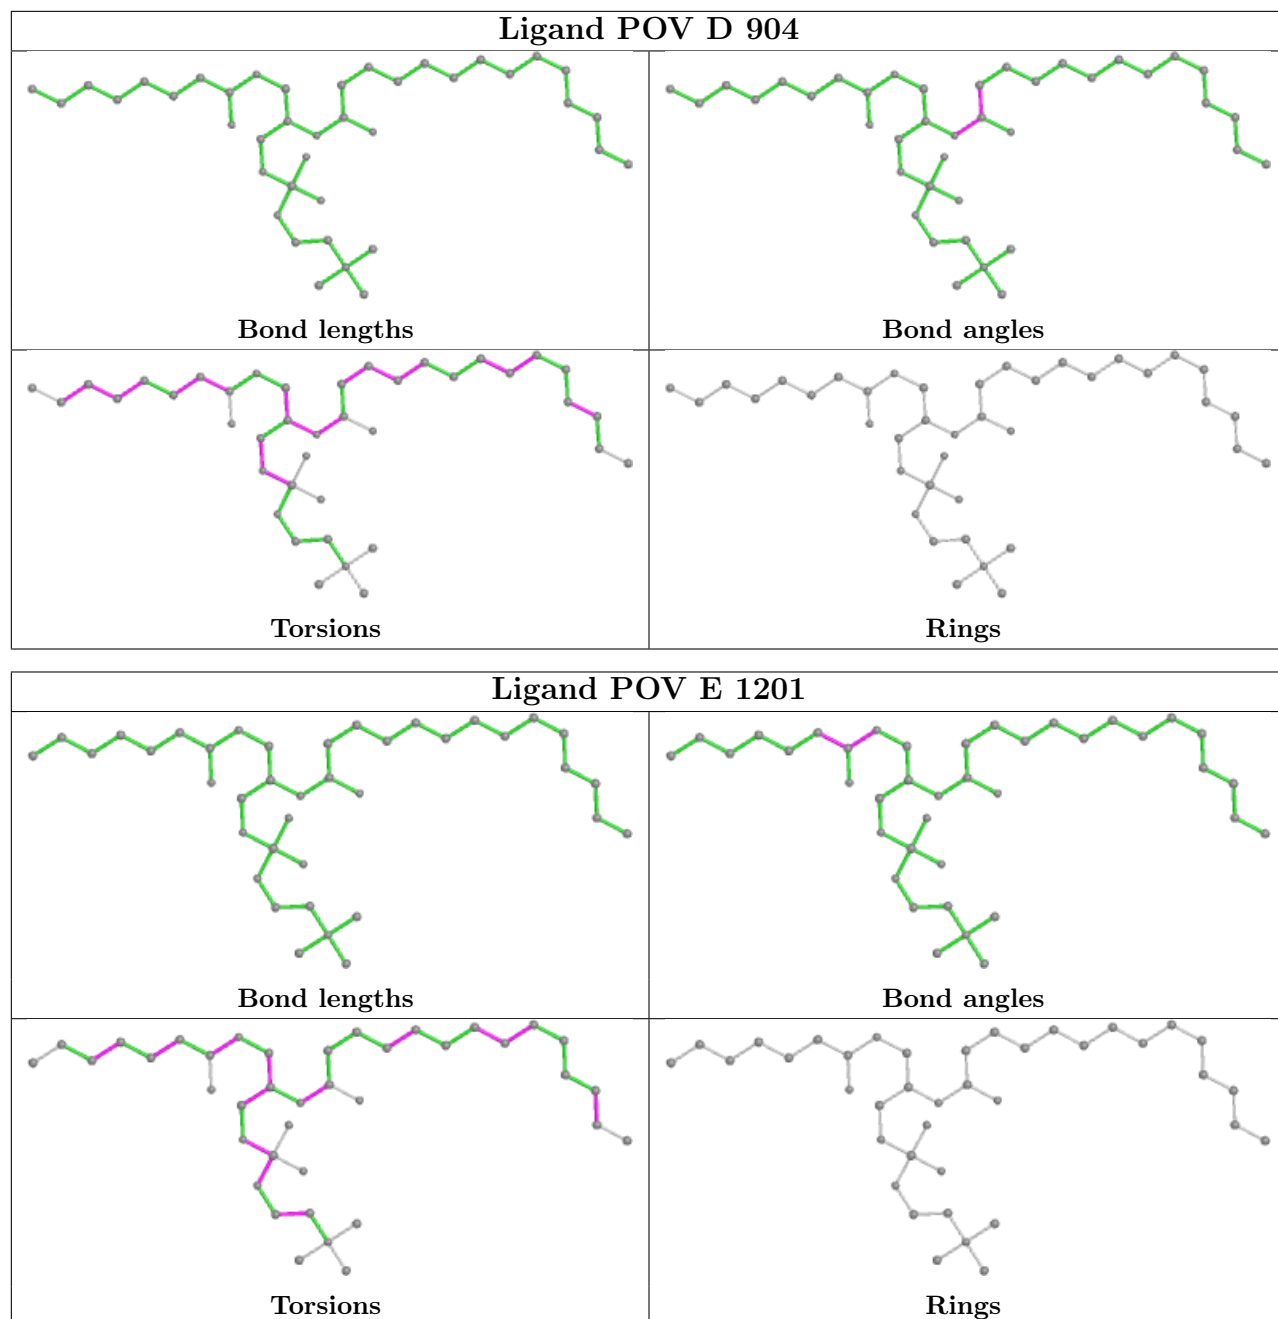 Ligand POV D 904
Bond lengths
Bond angles
Torsions
Rings
Ligand POV E 1201
Bond lengths
Bond angles
Torsions
Rings